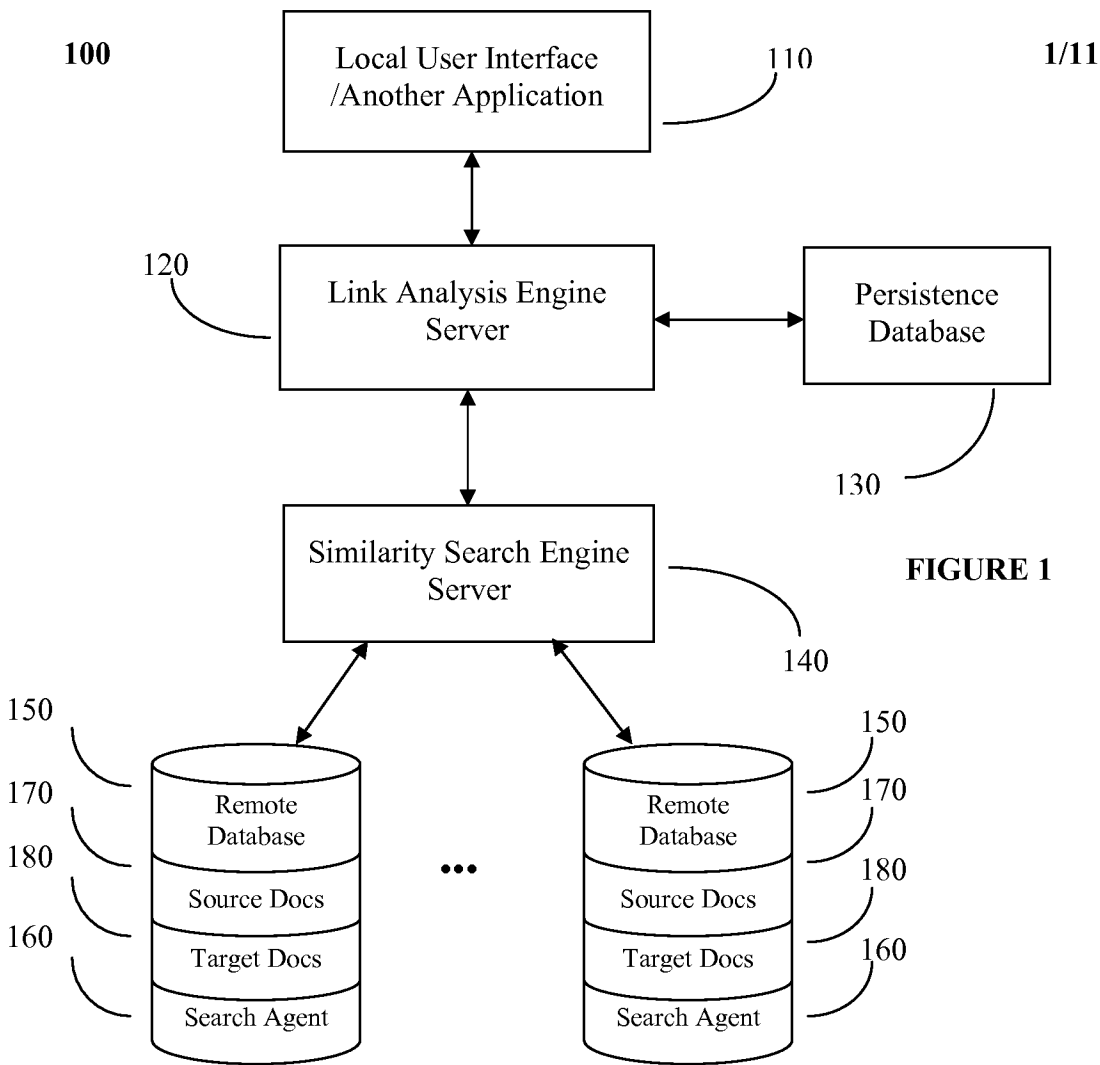 100
Local User Interface
/Another Application
110
1/11
120
Link Analysis Engine
Server
Persistence
Database
130
Similarity Search Engine
Server
FIGURE 1
140
150
170
180
160
Remote
Database
Source Docs
Target Docs
Search Agent
...
Remote
Database
Source Docs
Target Docs
Search Agent
150
170
180
160